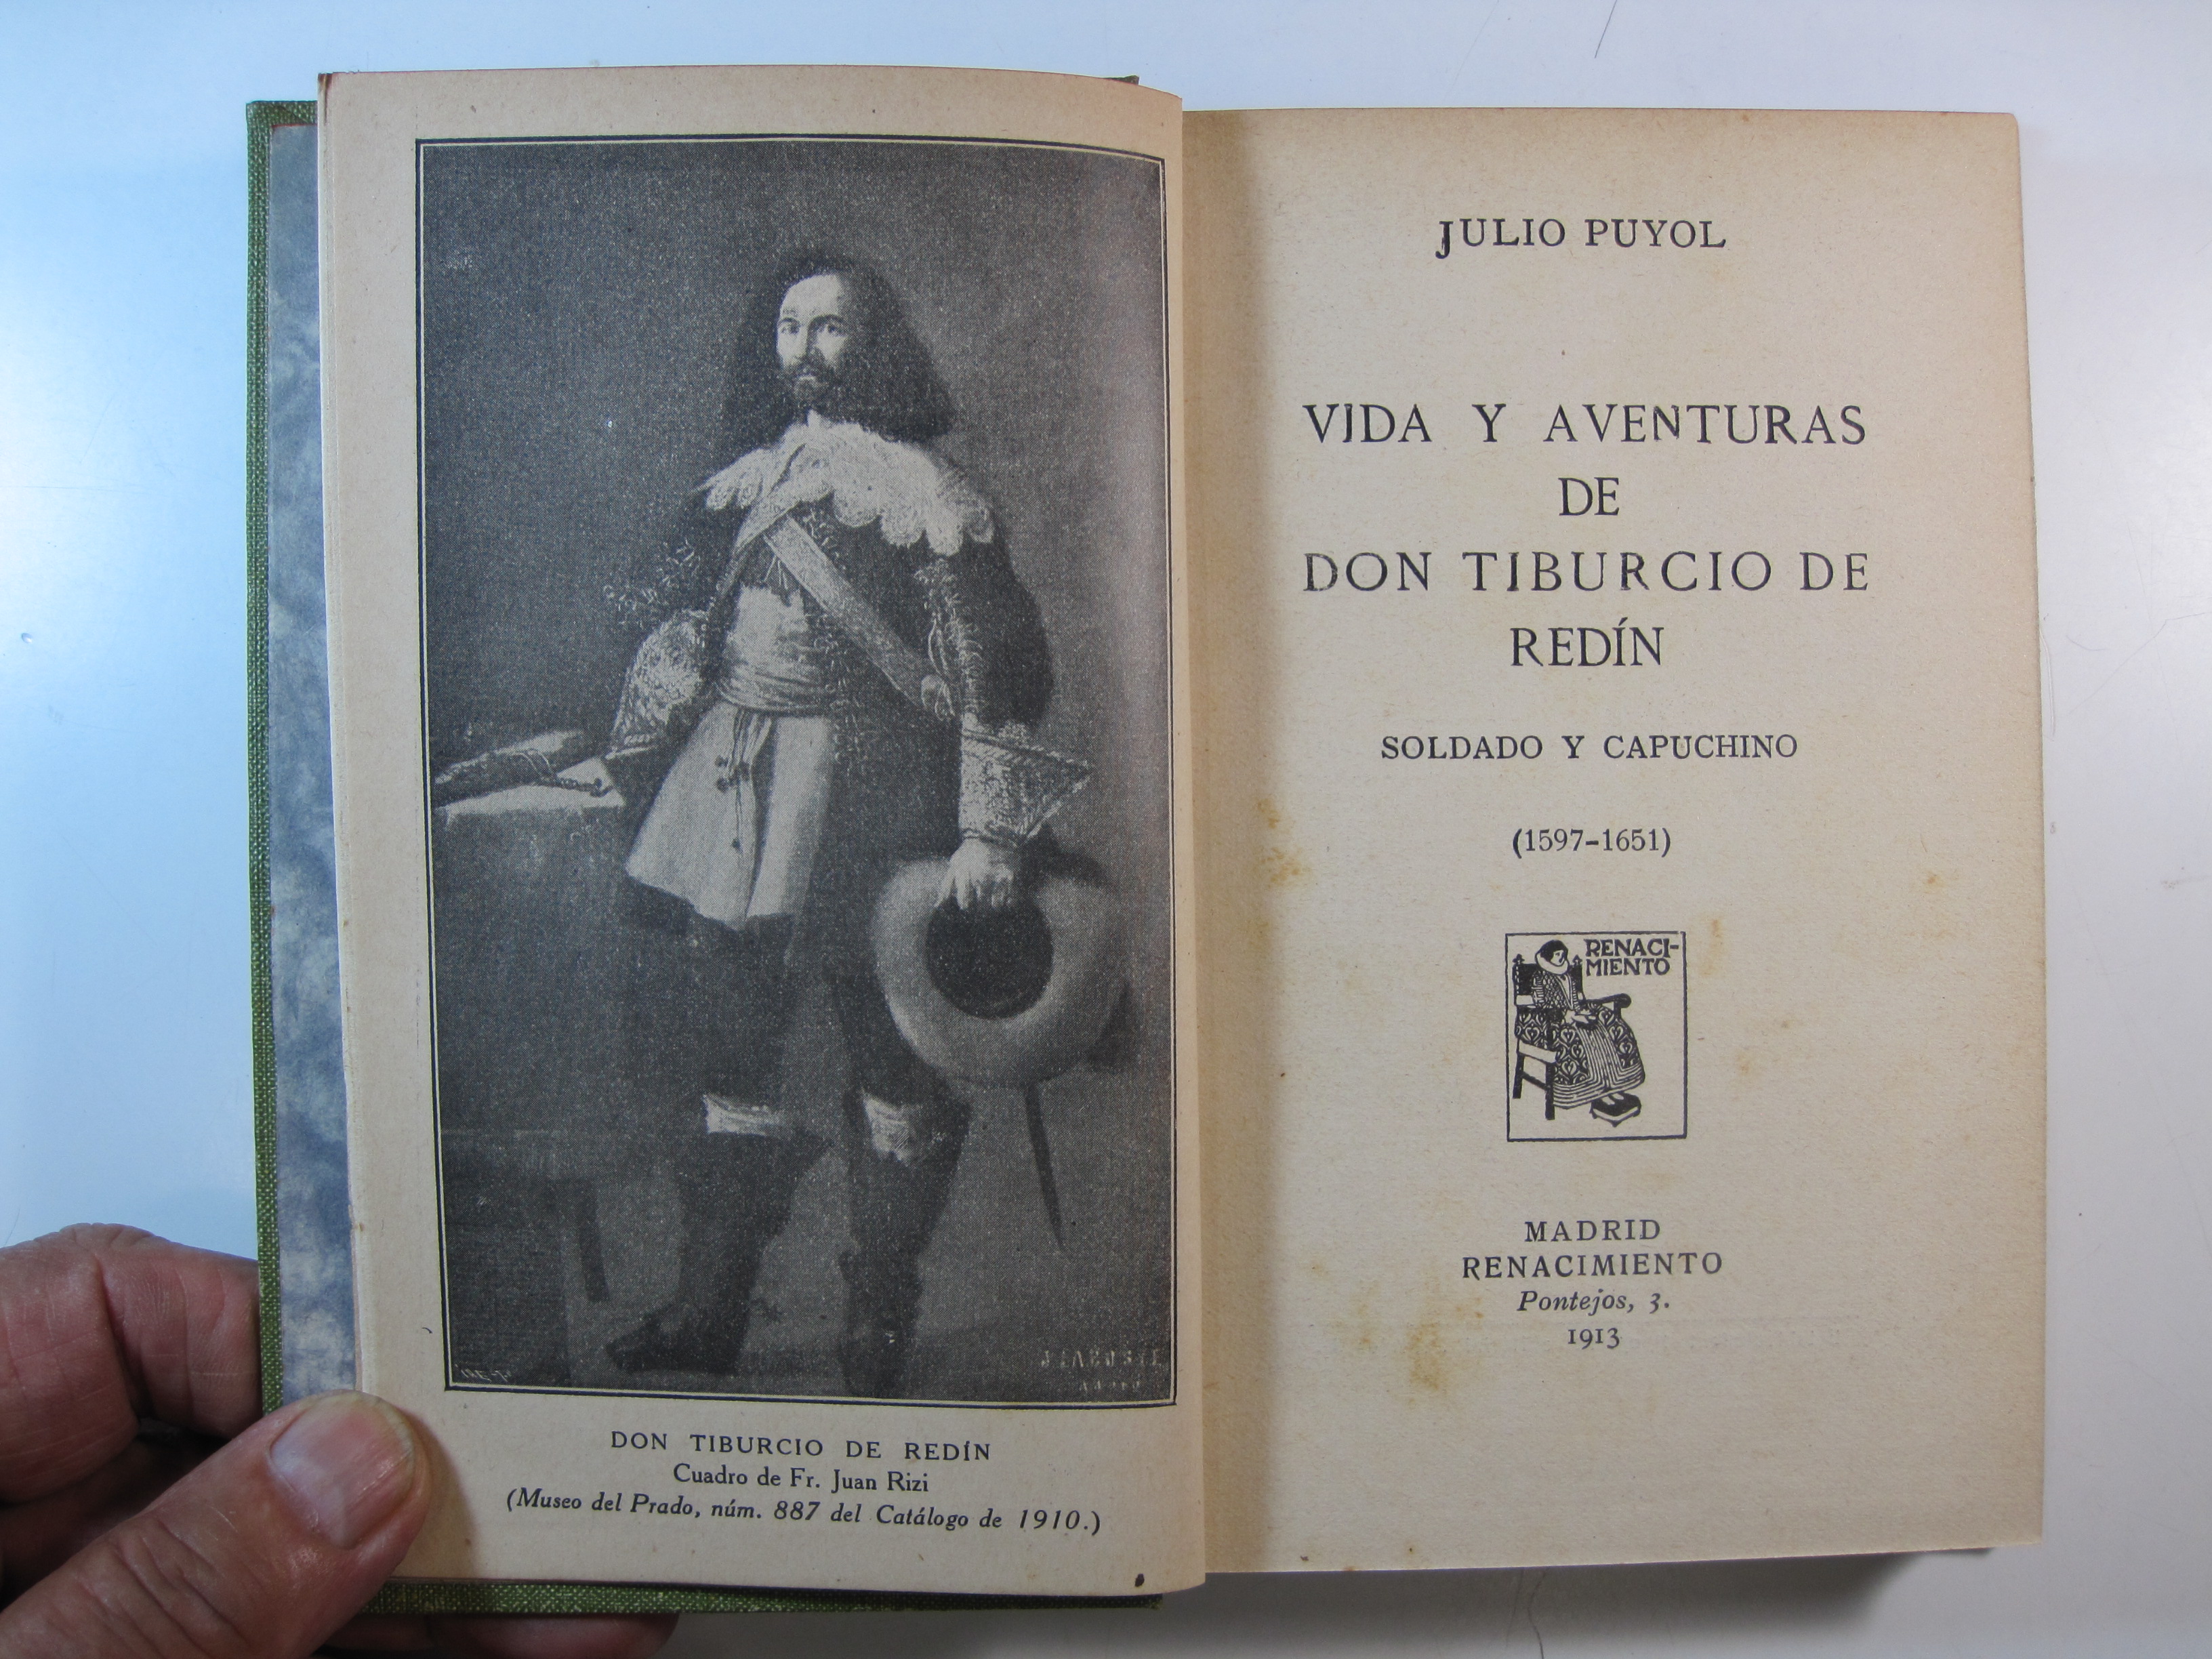 DON TIBURCIO DE REDÍN
Cuadro de Fr. Juan Rizi
(Museo del Prado, núm. 887 del Catálogo de 1910.)
JULIO PUYOL
VIDA Y AVENTURAS
DE
DON TIBURCIO DE
REDÍN
SOLDADO Y CAPUCHINO
(1597-1651)
RENACI-
MIENTO
MADRID
RENACIMIENTO
Pontejos, 3.
1913